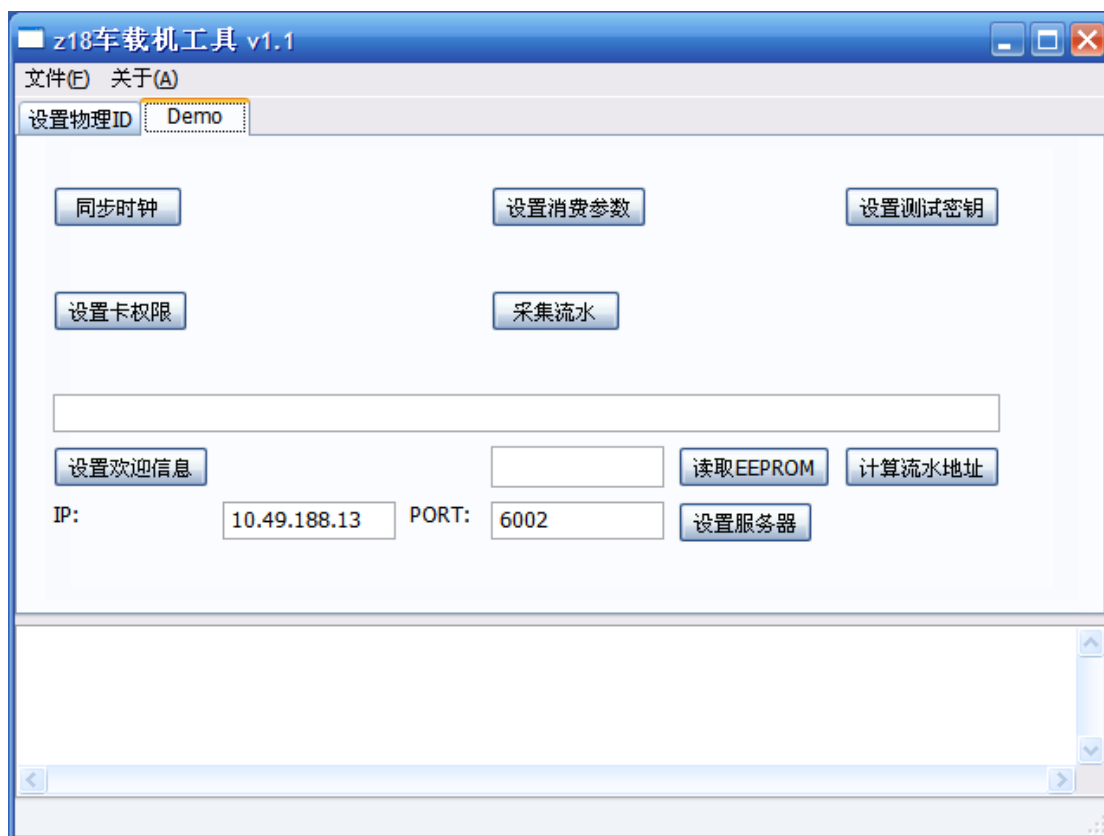 z18车载机工具 v1.1
文件(F) 关于(A)
设置物理ID Demo
同步时钟 设置消费参数 设置测试密钥
设置卡权限 采集流水
设置欢迎信息 读取EEPROM 计算流水地址
IP: 10.49.188.13 PORT: 6002 设置服务器